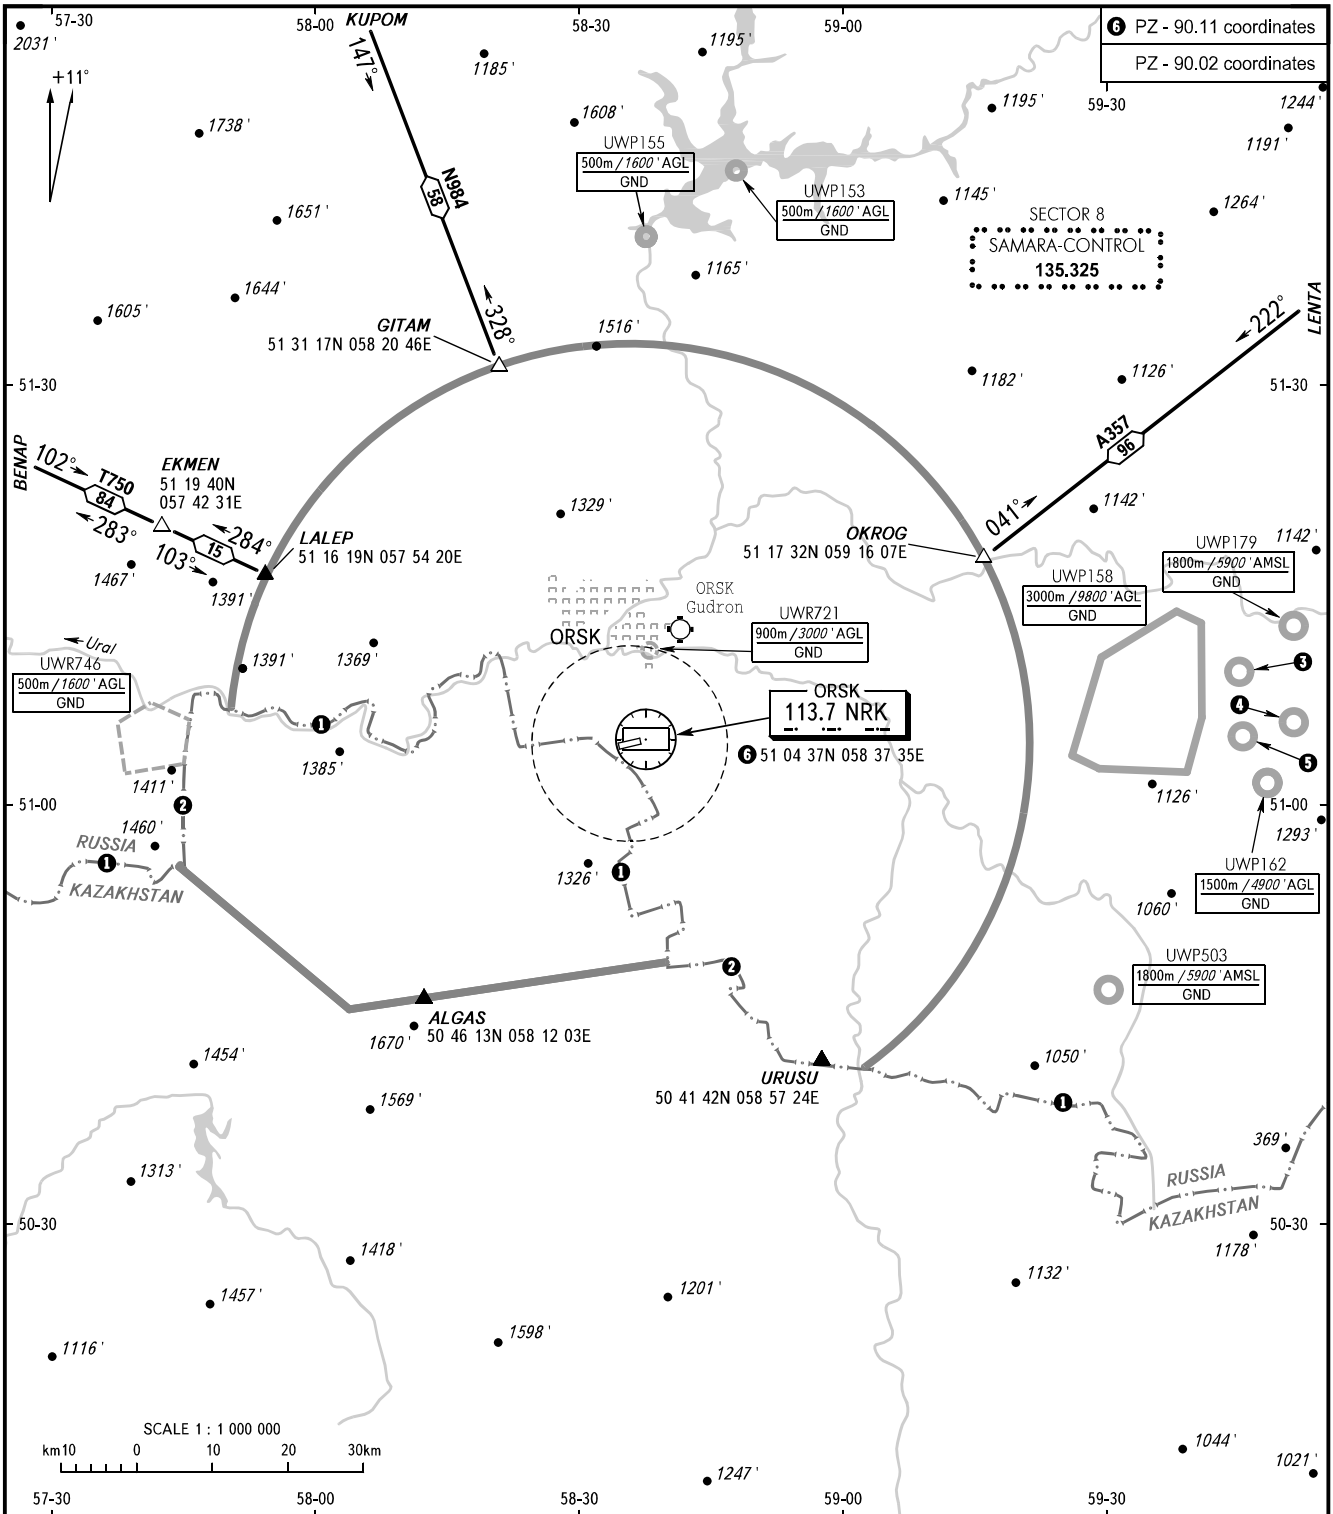 57-30
58-00
58-30
59-00
59-30
KUPOM
6 PZ - 90.11 coordinates
PZ - 90.02 coordinates
2031'
+11°
147°
1185'
1195'
1195'
1244'
1191'
1738'
1608'
UWP155
500m / 1600' AGL
GND
UWP153
500m / 1600' AGL
GND
N984
58
1651'
1145'
1264'
SECTOR 8
SAMARA-CONTROL
135.325
1165'
1644'
1605'
328°
GITAM
51 31 17N 058 20 46E
1516'
222°
LENTA
1182'
1126'
51-30
51-30
A357
96
BENAP
102°
T750
84
283°
EKMEN
51 19 40N
057 42 31E
103°
15
284°
LALEP
51 16 19N 057 54 20E
1467'
1391'
1329'
041°
OKROG
51 17 32N 059 16 07E
1142'
1142'
UWP179
1800m / 5900' AMSL
GND
UWP158
3000m / 9800' AGL
GND
ORSK
Gudron
UWR721
900m / 3000' AGL
GND
ORSK
Ural
UWR746
500m / 1600' AGL
GND
1391'
1369'
3
4
5
ORSK
113.7 NRK
6 51 04 37N 058 37 35E
1
1385'
1411'
2
51-00
51-00
1126'
1293'
1460'
RUSSIA
1
KAZAKHSTAN
1326'
1
UWP162
1500m / 4900' AGL
GND
1060'
2
UWP503
1800m / 5900' AMSL
GND
ALGAS
50 46 13N 058 12 03E
1670'
1454'
1569'
URUSU
50 41 42N 058 57 24E
1050'
1
369'
1313'
RUSSIA
KAZAKHSTAN
50-30
50-30
1178'
1418'
1132'
1457'
1201'
1598'
1116'
SCALE 1 : 1 000 000
km10 0 10 20 30km
1247'
1044'
1021'
57-30
58-00
58-30
59-00
59-30